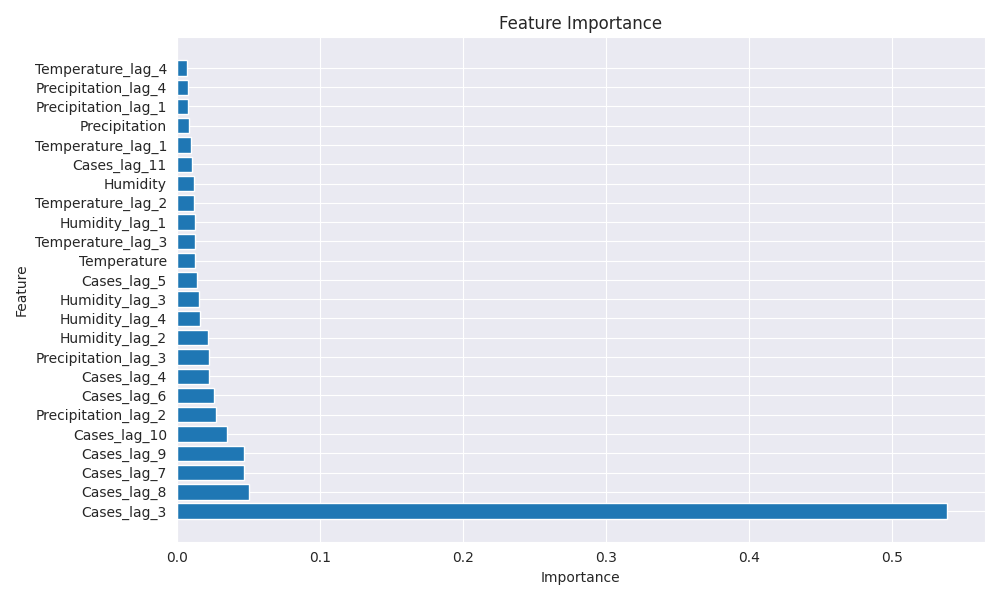 Feature Importance
Temperature_lag_4
Precipitation_lag_4
Precipitation_lag_1
Precipitation
Temperature_lag_1
Cases_lag_11
Humidity
Temperature_lag_2
Humidity_lag_1
Temperature_lag_3
Temperature
Cases_lag_5
Humidity_lag_3
Humidity_lag_4
Humidity_lag_2
Precipitation_lag_3
Cases_lag_4
Cases_lag_6
Precipitation_lag_2
Cases_lag_10
Cases_lag_9
Cases_lag_7
Cases_lag_8
Cases_lag_3
Feature
0.0 0.1 0.2 0.3 0.4 0.5
Importance